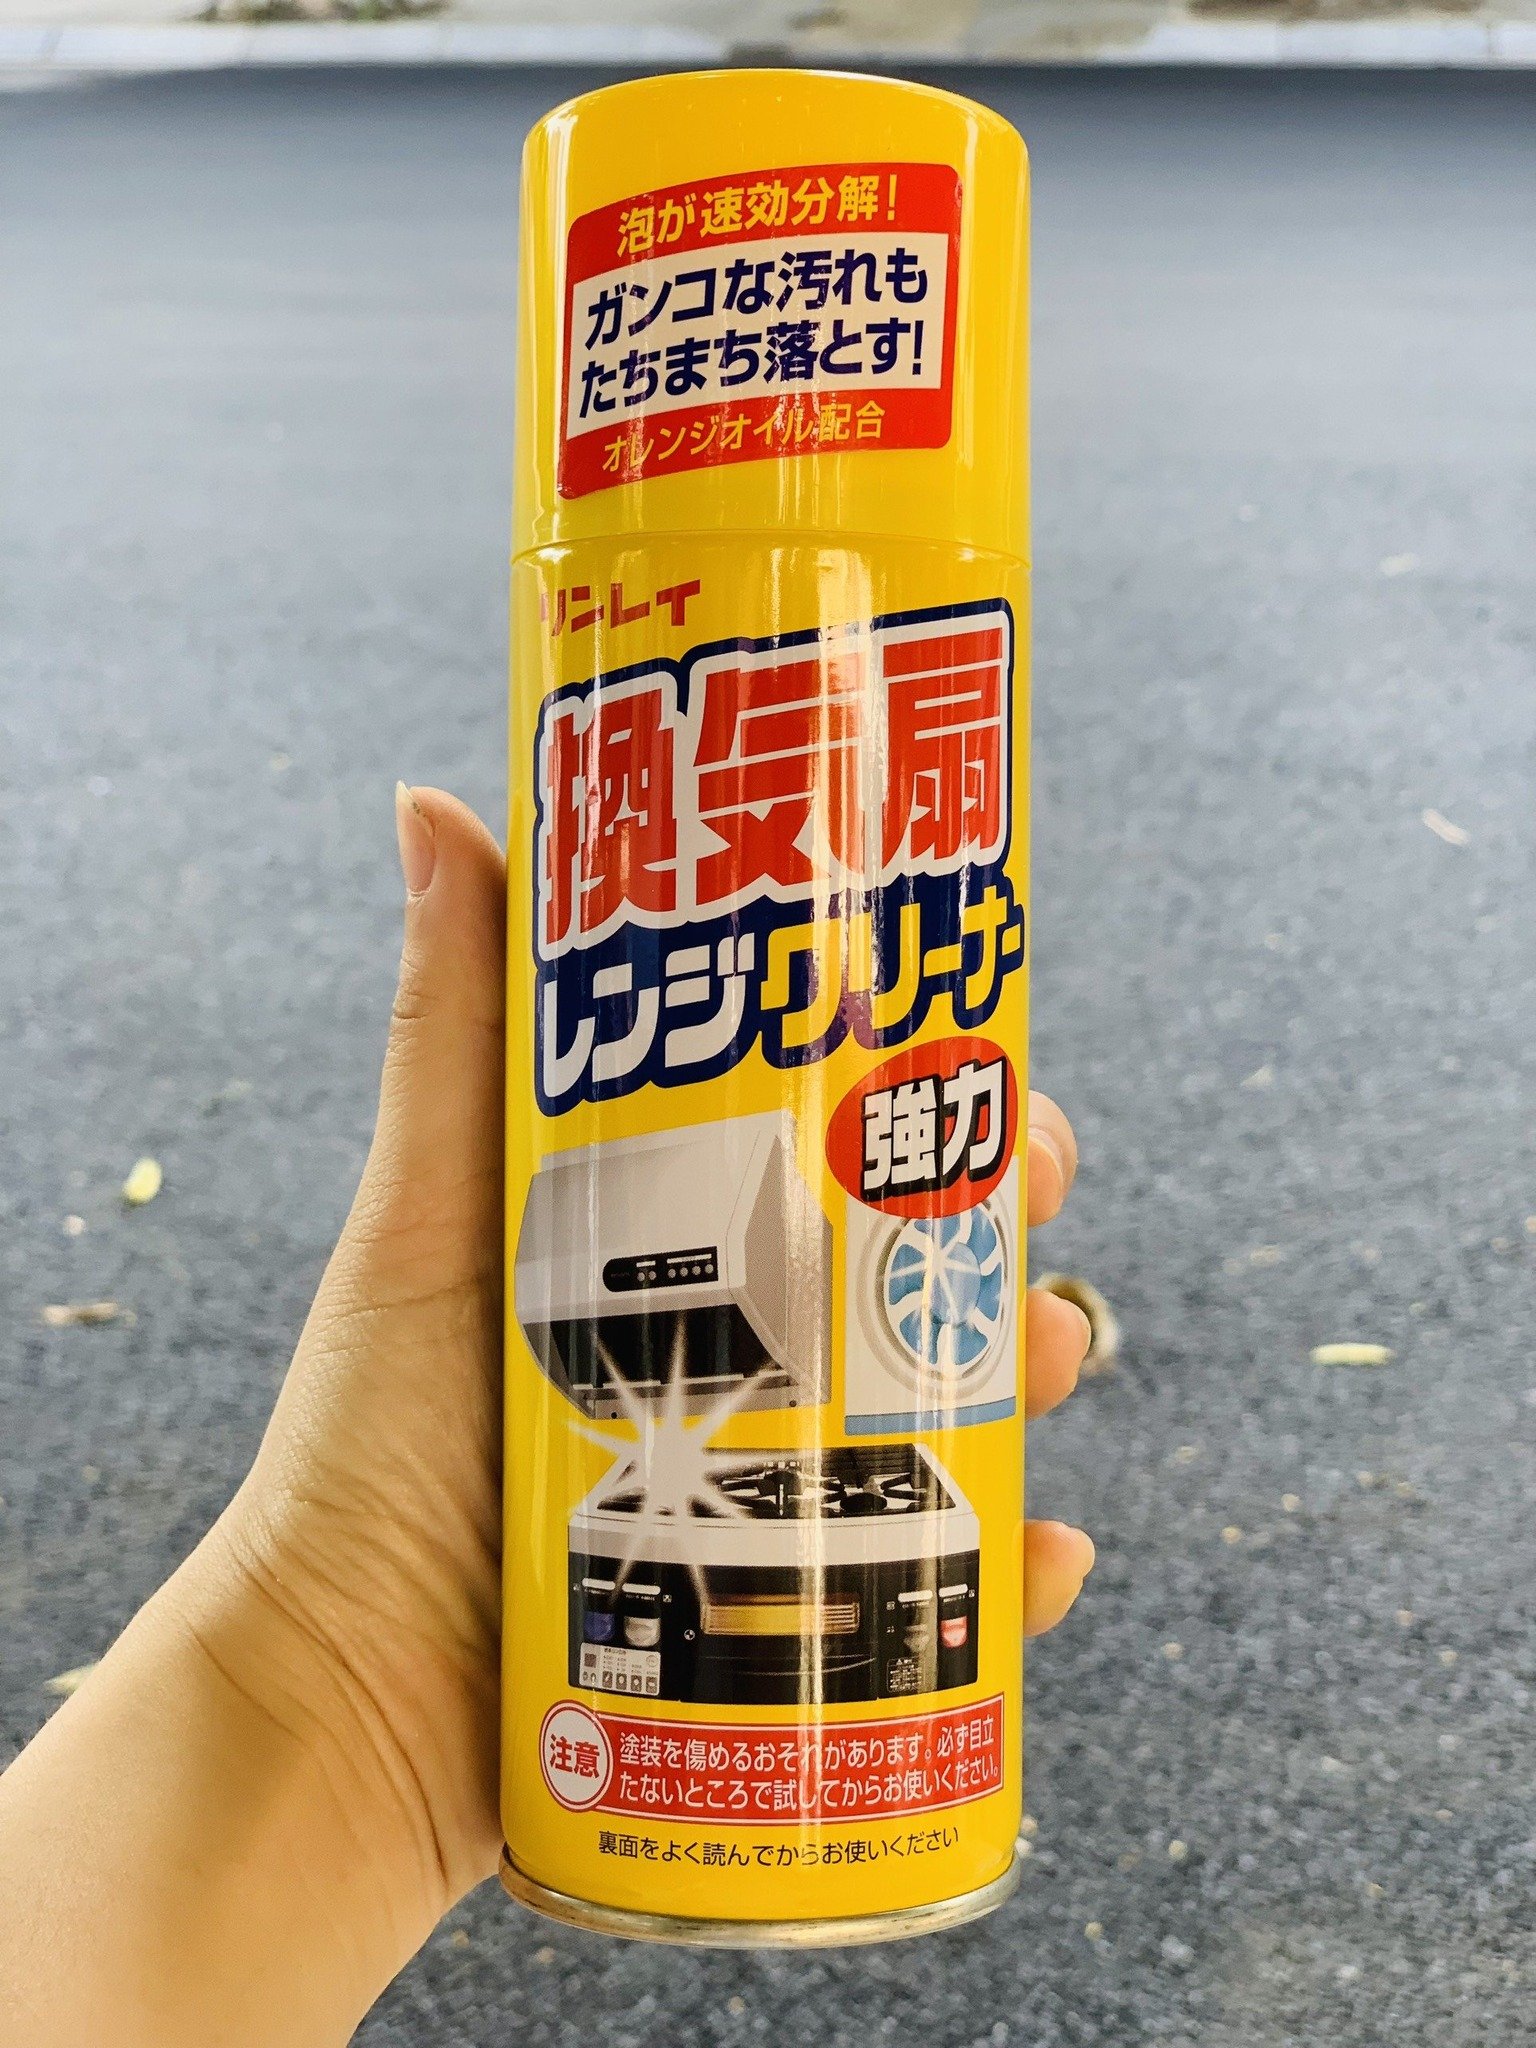 泡が速効分解!
ガンコな汚れも
たちまち落とす!
オレンジオイル配合
リンレイ
換気扇
レンジクリーナー
強力
注意
塗装を傷めるおそれがあります。必ず目立
たないところで試してからお使いください。
裏面をよく読んでからお使いください